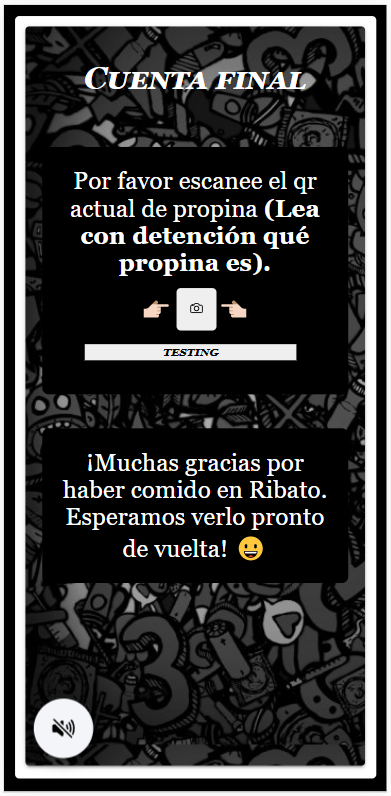 CUENTA FINAL
Por favor escanee el qr
actual de propina (Lea
con detención qué
propina es).
TESTING
¡Muchas gracias por
haber comido en Ribato.
Esperamos verlo pronto
de vuelta! 😀